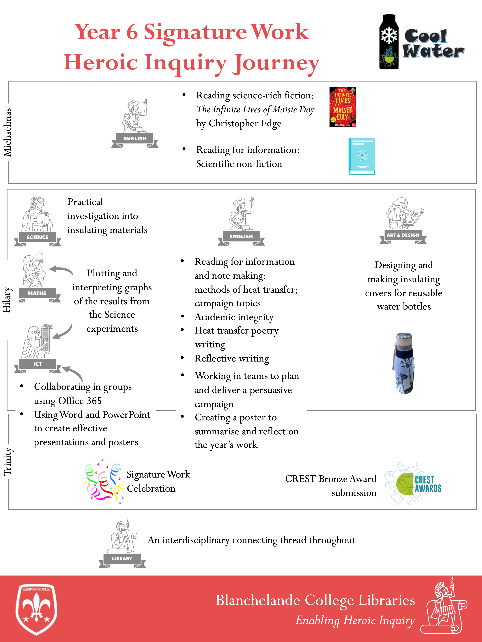 Year 6 Signature Work
Heroic Inquiry Journey
Cool
Water
Michaelmas
ENGLISH
• Reading science-rich fiction:
The Infinite Lives of Maisie Day
by Christopher Edge
• Reading for information:
Scientific non-fiction
THE
INFINITE
LIVES
OF
MAISIE
DAY
Hilary
SCIENCE
Practical
investigation into
insulating materials
MATHS
Plotting and
interpreting graphs
of the results from
the Science
experiments
ICT
• Collaborating in groups
using Office 365
• Using Word and PowerPoint
to create effective
presentations and posters
ENGLISH
• Reading for information
and note making:
methods of heat transfer;
campaign topics
• Academic integrity
• Heat transfer poetry
writing
• Reflective writing
• Working in teams to plan
and deliver a persuasive
campaign
• Creating a poster to
summarise and reflect on
the year's work
ART & DESIGN
Designing and
making insulating
covers for reusable
water bottles
Trinity
Signature Work
Celebration
CREST Bronze Award
submission
CREST
AWARDS
LIBRARY
An interdisciplinary connecting thread throughout
Blanchelande College Libraries
Enabling Heroic Inquiry